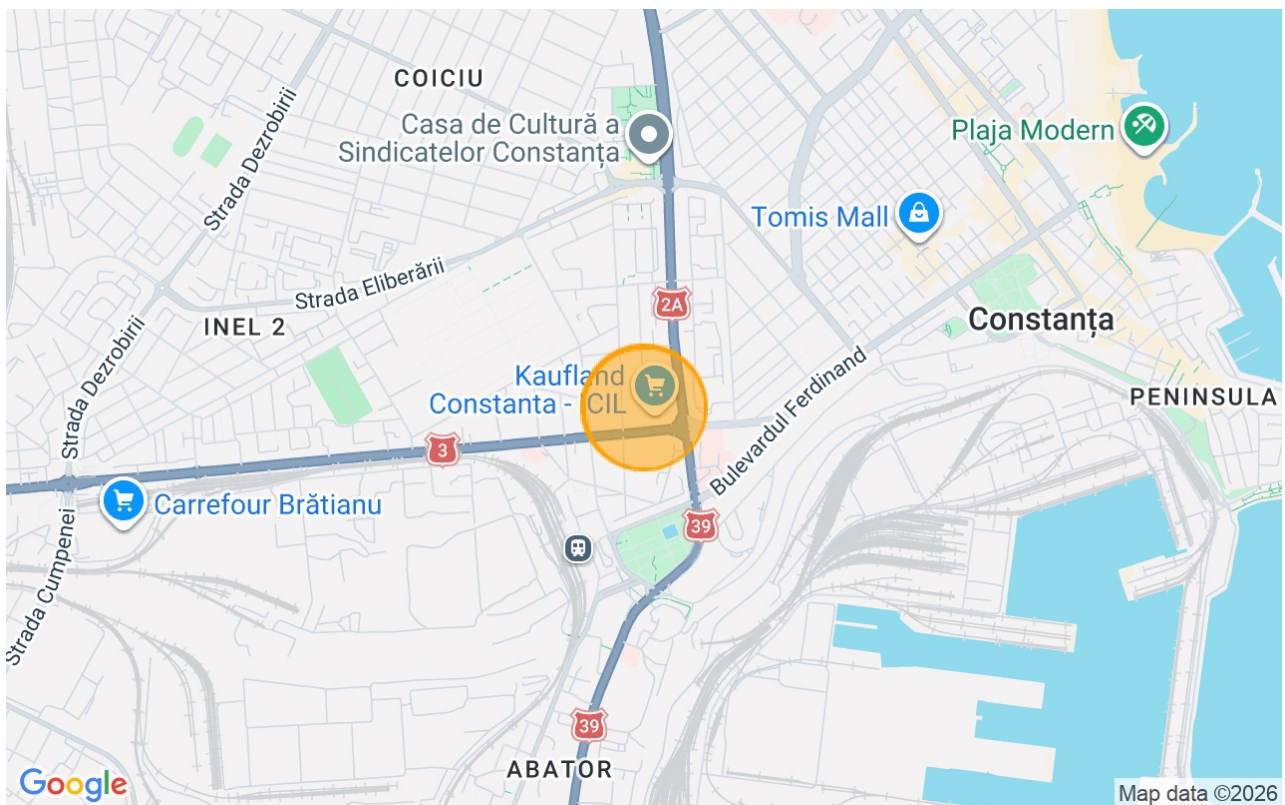 COICIU
Casa de Cultură a
Sindicatelor Constanța
Plaja Modern
Strada Dezrobirii
Tomis Mall
Strada Eliberării
2A
INEL 2
Constanța
Strada Dezrobirii
Kaufland
Constanta - CIL
Bulevardul Ferdinand
PENINSULA
3
Carrefour Brătianu
39
Strada Cumpenei
39
ABATOR
Google
Map data ©2026